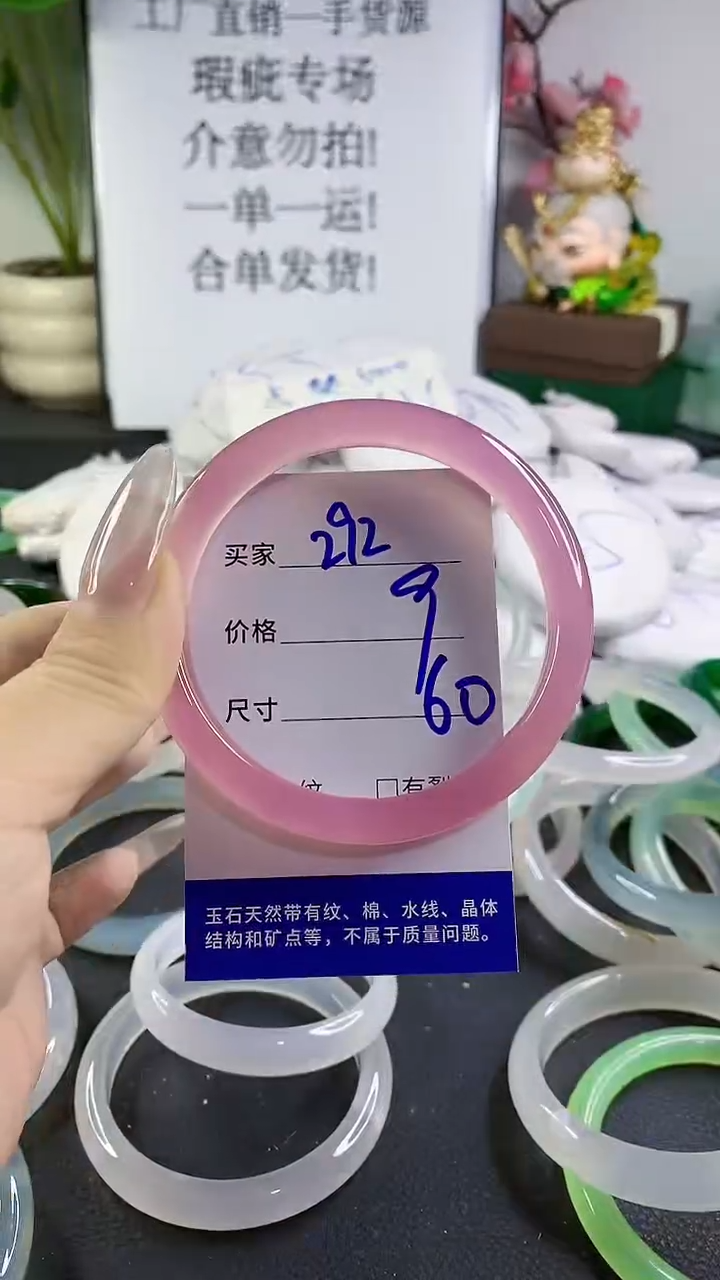 工厂直销一手货源
瑕疵专场
介意勿拍!
一单一运!
合单发货!
买家 292
价格
尺寸 60
纹 □有裂
玉石天然带有纹、棉、水线、晶体
结构和矿点等，不属于质量问题。